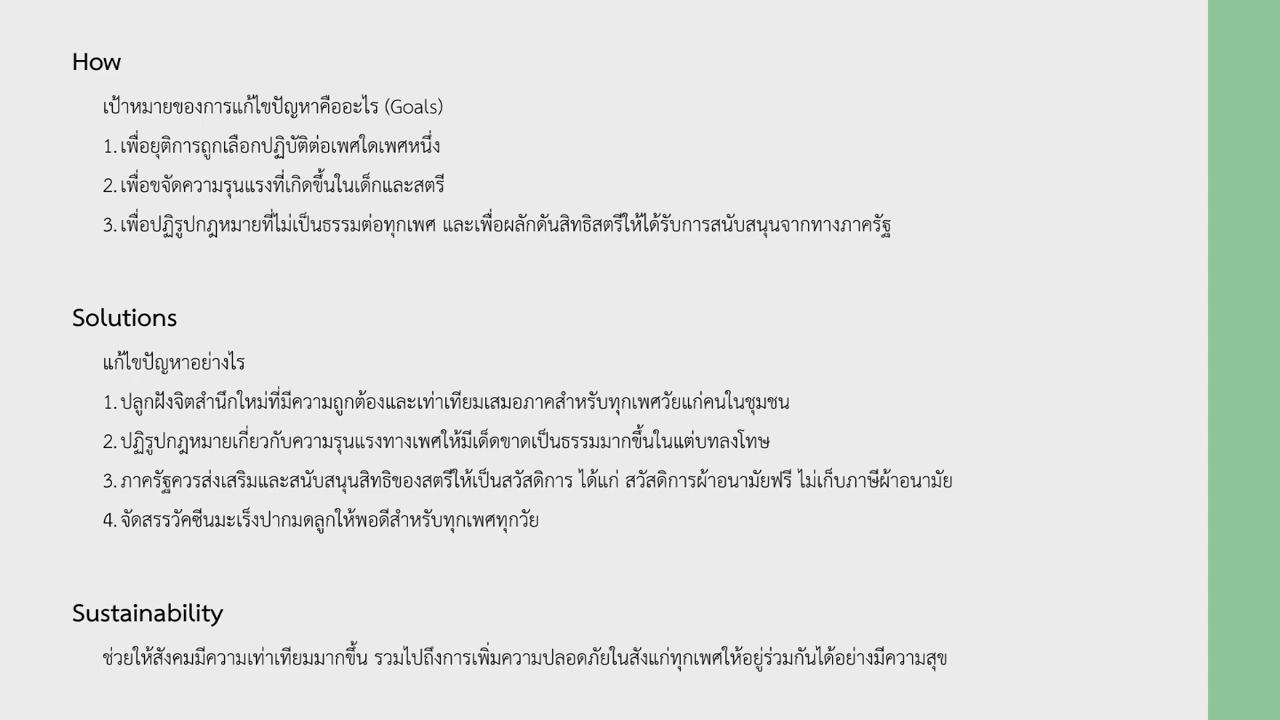 How
เป้าหมายของการแก้ไขปัญหาคืออะไร (Goals)
1. เพื่อยุติการถูกเลือกปฏิบัติต่อเพศใดเพศหนึ่ง
2. เพื่อขจัดความรุนแรงที่เกิดขึ้นในเด็กและสตรี
3. เพื่อปฏิรูปกฎหมายที่ไม่เป็นธรรมต่อทุกเพศ และเพื่อผลักดันสิทธิสตรีให้ได้รับการสนับสนุนจากทางภาครัฐ
Solutions
แก้ไขปัญหาอย่างไร
1. ปลูกฝังจิตสำนึกใหม่ที่มีความถูกต้องและเท่าเทียมเสมอภาคสำหรับทุกเพศวัยแก่คนในชุมชน
2. ปฏิรูปกฎหมายเกี่ยวกับความรุนแรงทางเพศให้มีเด็ดขาดเป็นธรรมมากขึ้นในแต่บทลงโทษ
3. ภาครัฐควรส่งเสริมและสนับสนุนสิทธิของสตรีให้เป็นสวัสดิการ ได้แก่ สวัสดิการผ้าอนามัยฟรี ไม่เก็บภาษีผ้าอนามัย
4. จัดสรรวัคซีนมะเร็งปากมดลูกให้พอดีสำหรับทุกเพศทุกวัย
Sustainability
ช่วยให้สังคมมีความเท่าเทียมมากขึ้น รวมไปถึงการเพิ่มความปลอดภัยในสังแก่ทุกเพศให้อยู่ร่วมกันได้อย่างมีความสุข